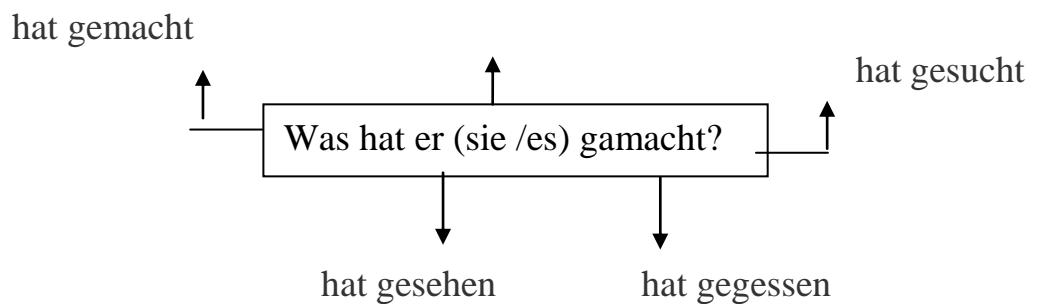 hat gemacht
hat gesucht
Was hat er (sie /es) gamacht?
hat gesehen
hat gegessen